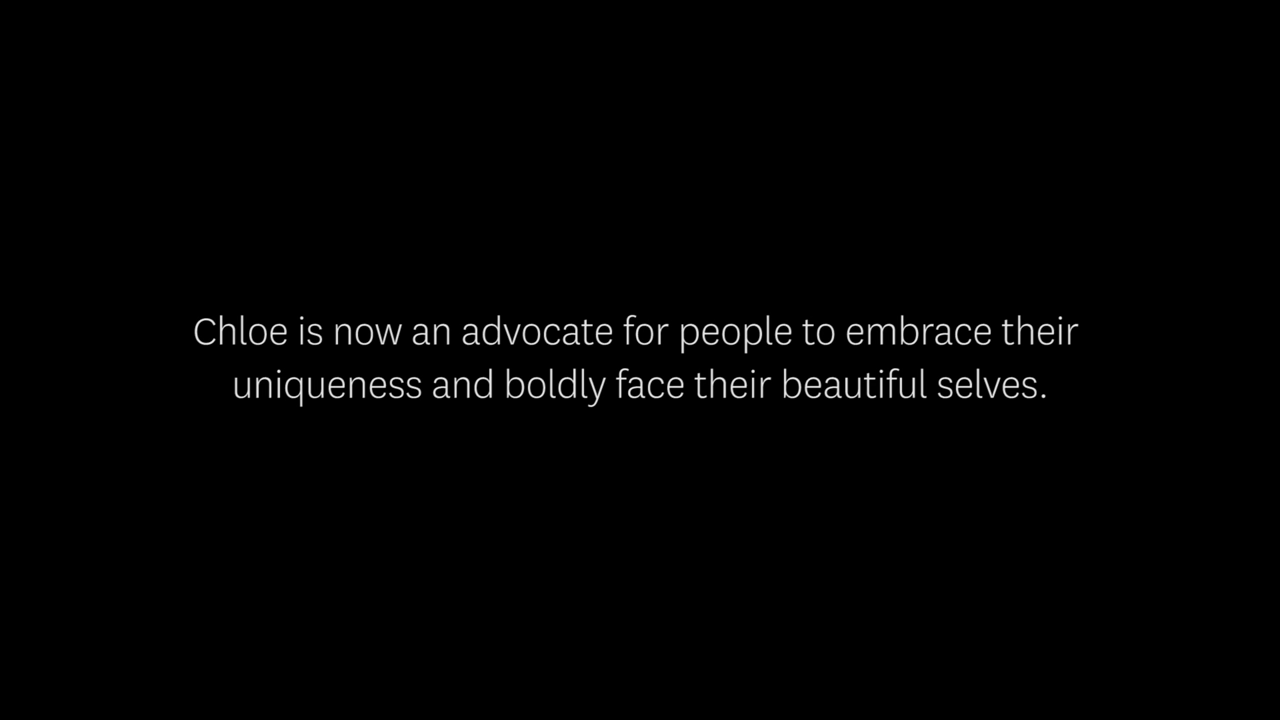 Chloe is now an advocate for people to embrace their
uniqueness and boldly face their beautiful selves.